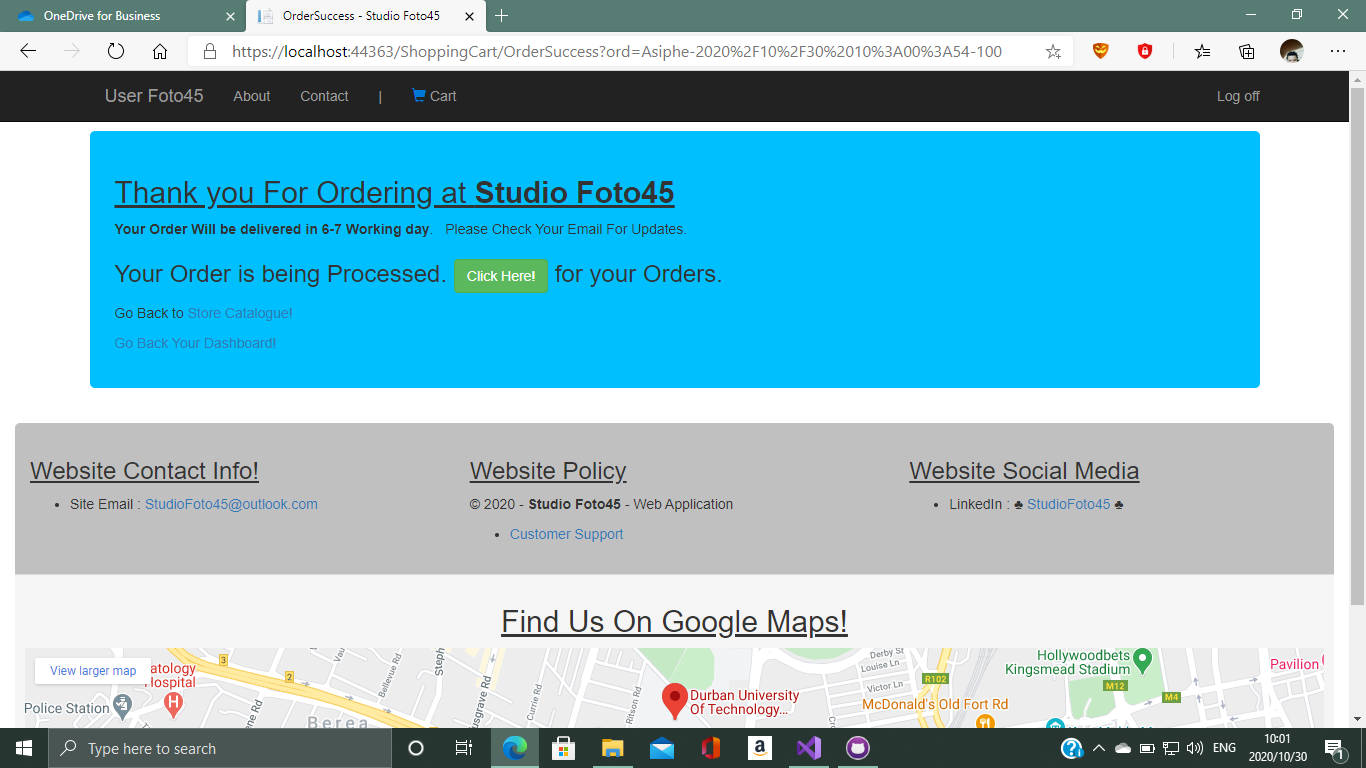 OneDrive for Business
OrderSuccess - Studio Foto45
https://localhost:44363/ShoppingCart/OrderSuccess?ord=Asiphe-2020%2F10%2F30%2010%3A00%3A54-100
User Foto45 About Contact | Cart Log off
Thank you For Ordering at Studio Foto45
Your Order Will be delivered in 6-7 Working day. Please Check Your Email For Updates.
Your Order is being Processed. Click Here! for your Orders.
Go Back to Store Catalogue!
Go Back Your Dashboard!
Website Contact Info!
• Site Email : StudioFoto45@outlook.com
Website Policy
© 2020 - Studio Foto45 - Web Application
• Customer Support
Website Social Media
• LinkedIn : ♣ StudioFoto45 ♣
Find Us On Google Maps!
View larger map
atology
Hospital
Police Station
3
2
Bellevue Rd
Steph
Berea
Currie Rd
Ritson Rd
Durban University
Of Technology...
Derby St
Louise Ln
Victor Ln
R102
McDonald's Old Fort Rd
Hollywoodbets
Kingsmead Stadium
M12
M4
Pavilion
Type here to search
ENG
10:01
2020/10/30
1